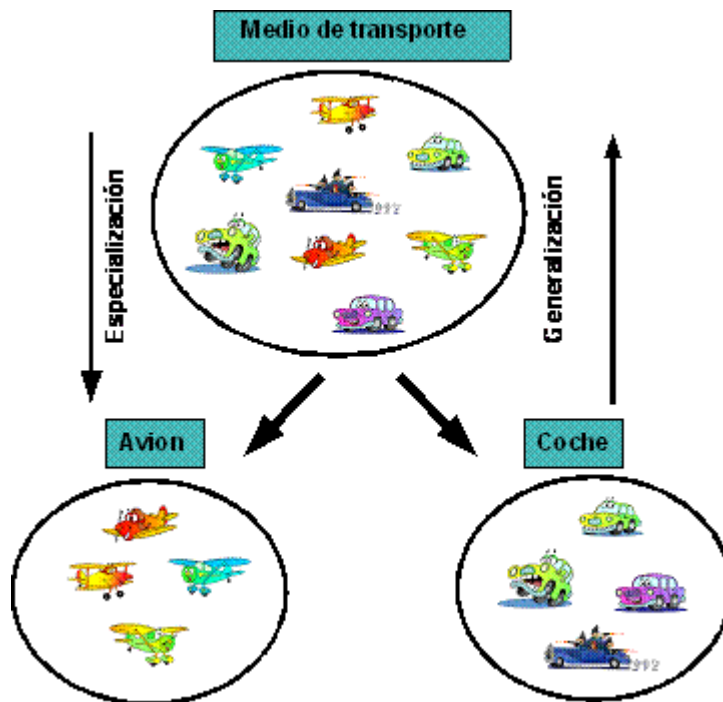 Medio de transporte
Especialización
Generalización
Avion
Coche